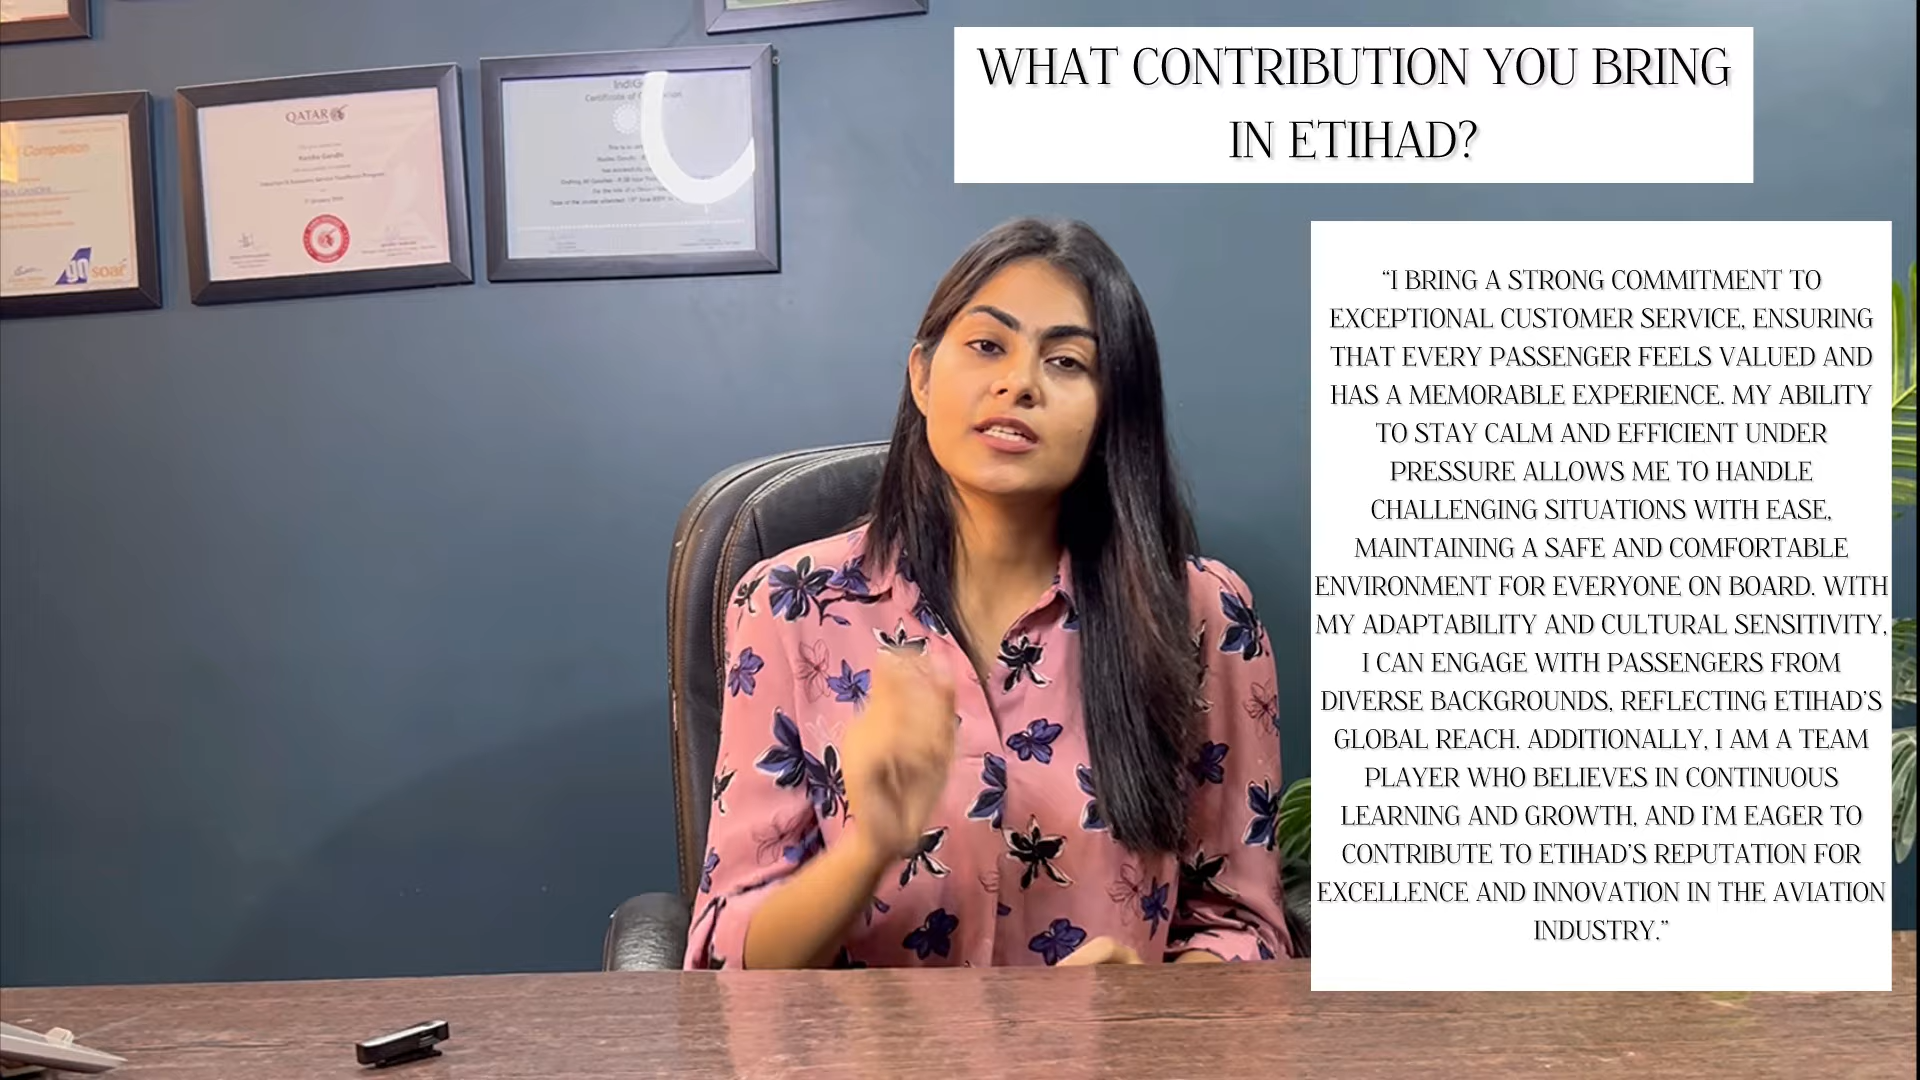 WHAT CONTRIBUTION YOU BRING
IN ETIHAD?
“I BRING A STRONG COMMITMENT TO
EXCEPTIONAL CUSTOMER SERVICE, ENSURING
THAT EVERY PASSENGER FEELS VALUED AND
HAS A MEMORABLE EXPERIENCE. MY ABILITY
TO STAY CALM AND EFFICIENT UNDER
PRESSURE ALLOWS ME TO HANDLE
CHALLENGING SITUATIONS WITH EASE,
MAINTAINING A SAFE AND COMFORTABLE
ENVIRONMENT FOR EVERYONE ON BOARD. WITH
MY ADAPTABILITY AND CULTURAL SENSITIVITY,
I CAN ENGAGE WITH PASSENGERS FROM
DIVERSE BACKGROUNDS, REFLECTING ETIHAD’S
GLOBAL REACH. ADDITIONALLY, I AM A TEAM
PLAYER WHO BELIEVES IN CONTINUOUS
LEARNING AND GROWTH, AND I’M EAGER TO
CONTRIBUTE TO ETIHAD’S REPUTATION FOR
EXCELLENCE AND INNOVATION IN THE AVIATION
INDUSTRY.”
Completion
go soar
QATAR
Certificate of